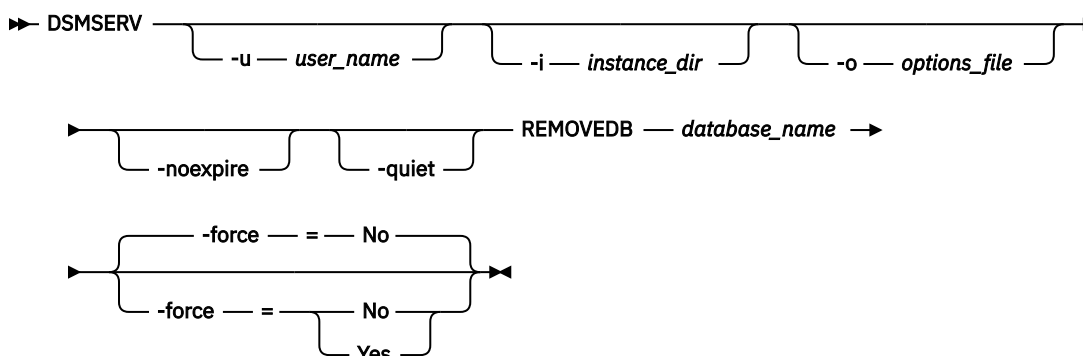 DSMSERV
-u user_name -i instance_dir -o options_file
REMOVEDB database_name
-noexpire -quiet
-force = No
-force = No
Yes